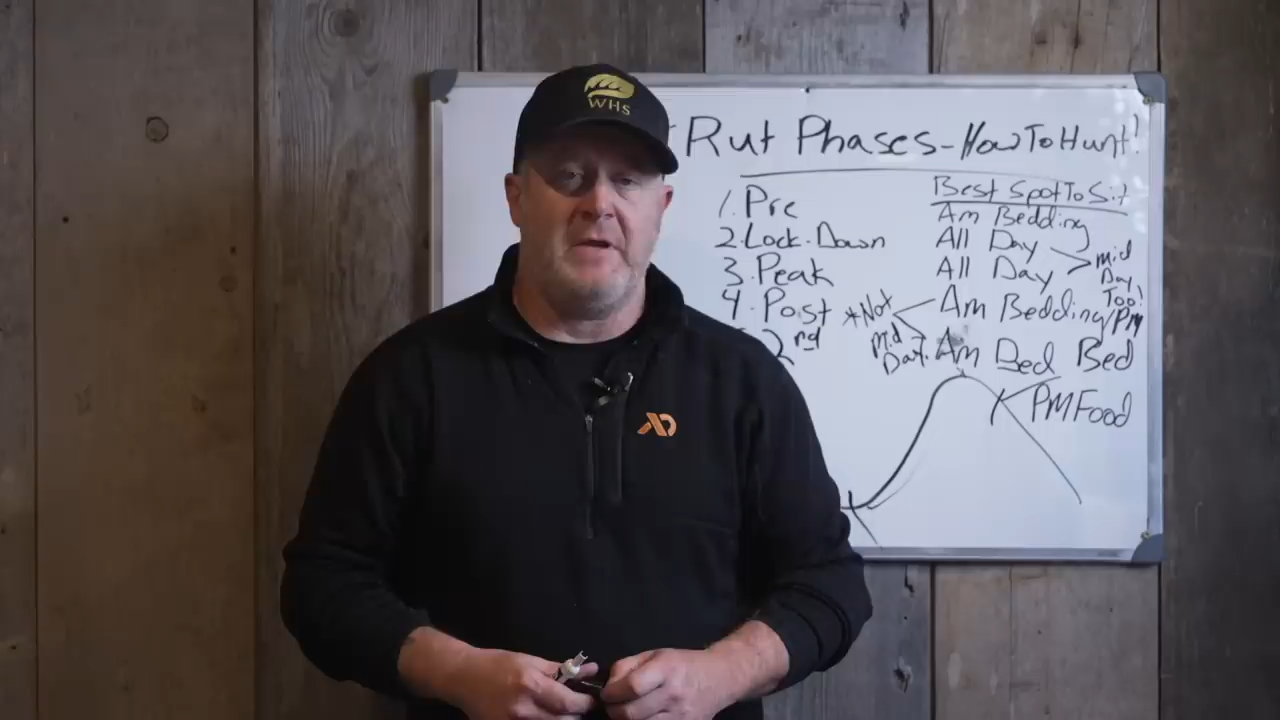 WHS
Rut Phases - How To Hunt!
Best Spot To Sit
1. Pre
Am Bedding
2. Lock-Down
All Day
3. Peak
All Day
mid
Day
Too!
4. Post
Am Bedding/PM
*Not
mid
Day.
2nd
Am Bed Bed
PM Food